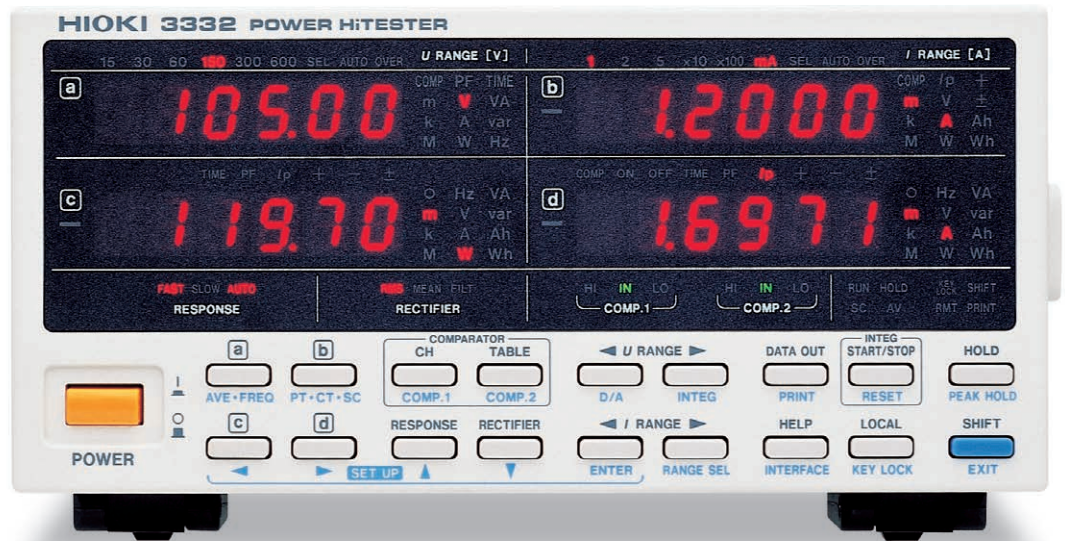 HIOKI 3332 POWER HiTESTER
15 30 60 150 300 600 SEL AUTO OVER U RANGE [V] 1 2 5 x10 x100 mA SEL AUTO OVER I RANGE [A]
a 105.00 COMP PF TIME
m V VA
k A var
M W Hz
b 1.2000 COMP Ip ±
m V ±
k A Ah
M W Wh
TIME PF Ip + − ±
c 119.70 Hz VA
m V var
k A Ah
M W Wh
COMP ON OFF TIME PF Ip + − ±
d 1.6971 Hz VA
m V var
k A Ah
M W Wh
FAST SLOW AUTO RMS MEAN FILT HI IN LO HI IN LO RUN HOLD KEY LOCK SHIFT
RESPONSE RECTIFIER COMP.1 COMP.2 SC AV RMT PRINT
COMPARATOR INTEG
a b CH TABLE ◀ U RANGE ▶ DATA OUT START/STOP HOLD
AVE•FREQ PT•CT•SC COMP.1 COMP.2 D/A INTEG PRINT RESET PEAK HOLD
c d RESPONSE RECTIFIER ◀ I RANGE ▶ HELP LOCAL SHIFT
POWER ◀ ▶ SET UP ▲ ▼ ENTER RANGE SEL INTERFACE KEY LOCK EXIT